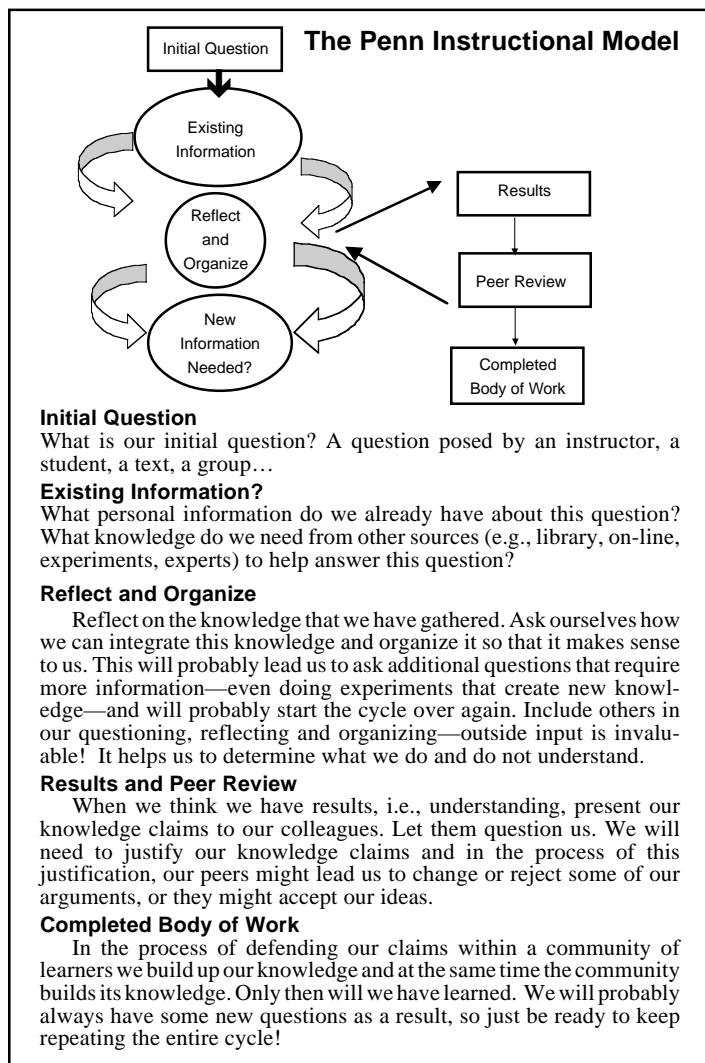 The Penn Instructional Model
Initial Question
Existing
Information
Reflect
and
Organize
New
Information
Needed?
Results
Peer Review
Completed
Body of Work
Initial Question
What is our initial question? A question posed by an instructor, a
student, a text, a group…
Existing Information?
What personal information do we already have about this question?
What knowledge do we need from other sources (e.g., library, on-line,
experiments, experts) to help answer this question?
Reflect and Organize
Reflect on the knowledge that we have gathered. Ask ourselves how
we can integrate this knowledge and organize it so that it makes sense
to us. This will probably lead us to ask additional questions that require
more information—even doing experiments that create new knowl-
edge—and will probably start the cycle over again. Include others in
our questioning, reflecting and organizing—outside input is invalu-
able! It helps us to determine what we do and do not understand.
Results and Peer Review
When we think we have results, i.e., understanding, present our
knowledge claims to our colleagues. Let them question us. We will
need to justify our knowledge claims and in the process of this
justification, our peers might lead us to change or reject some of our
arguments, or they might accept our ideas.
Completed Body of Work
In the process of defending our claims within a community of
learners we build up our knowledge and at the same time the community
builds its knowledge. Only then will we have learned. We will probably
always have some new questions as a result, so just be ready to keep
repeating the entire cycle!